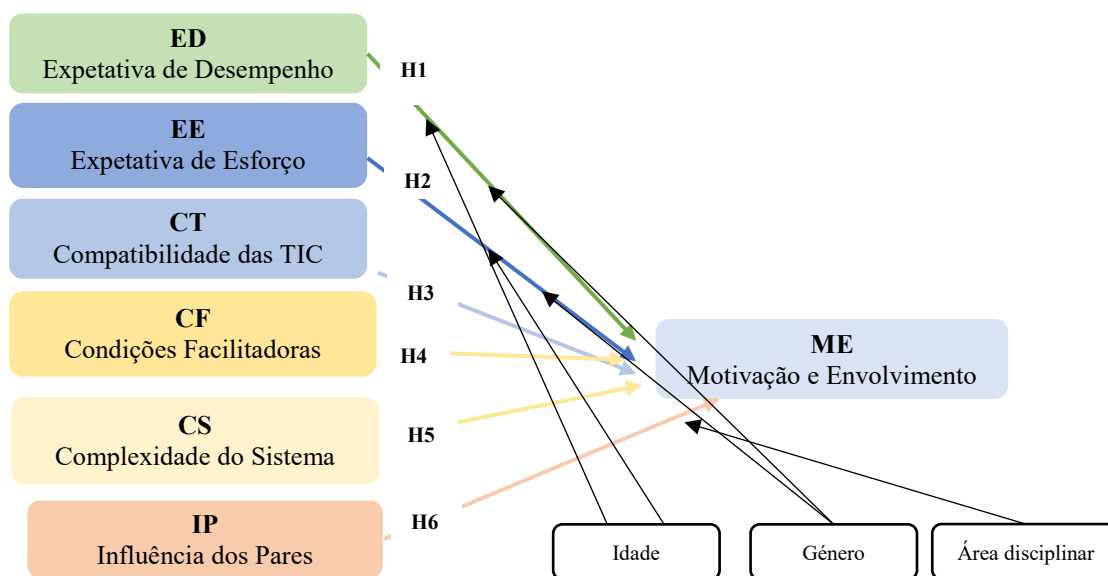 ED
Expetativa de Desempenho
H1
EE
Expetativa de Esforço
H2
CT
Compatibilidade das TIC
H3
CF
Condições Facilitadoras
H4
ME
Motivação e Envolvimento
CS
Complexidade do Sistema
H5
IP
Influência dos Pares
H6
Idade
Género
Área disciplinar